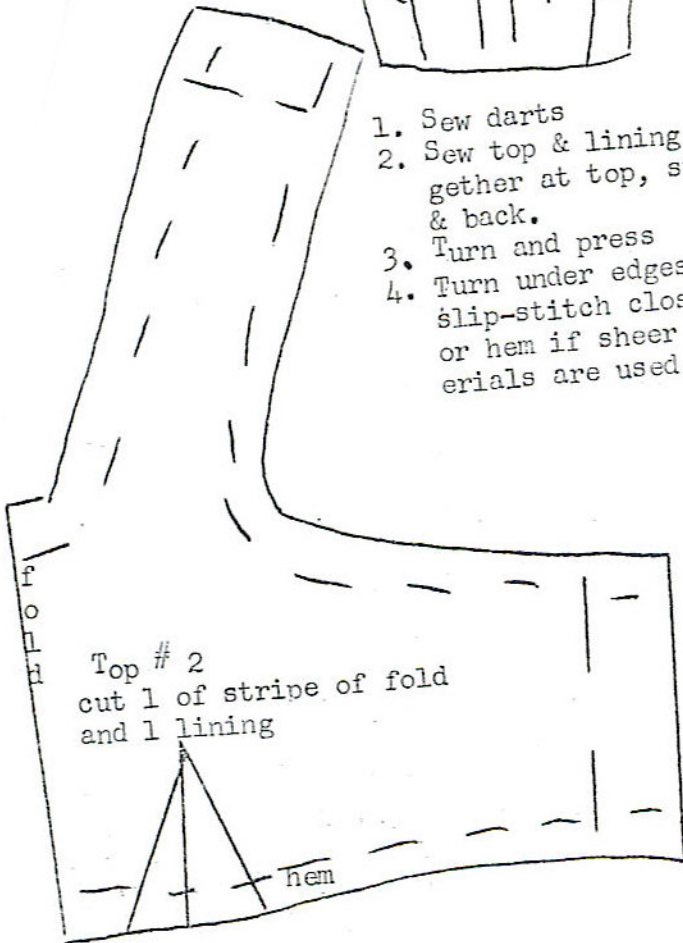 1. Sew darts
2. Sew top & lining
gether at top, s
& back.
3. Turn and press
4. Turn under edges
slip-stitch clos
or hem if sheer
erials are used
fold
Top # 2
cut 1 of stripe of fold
and 1 lining
hem